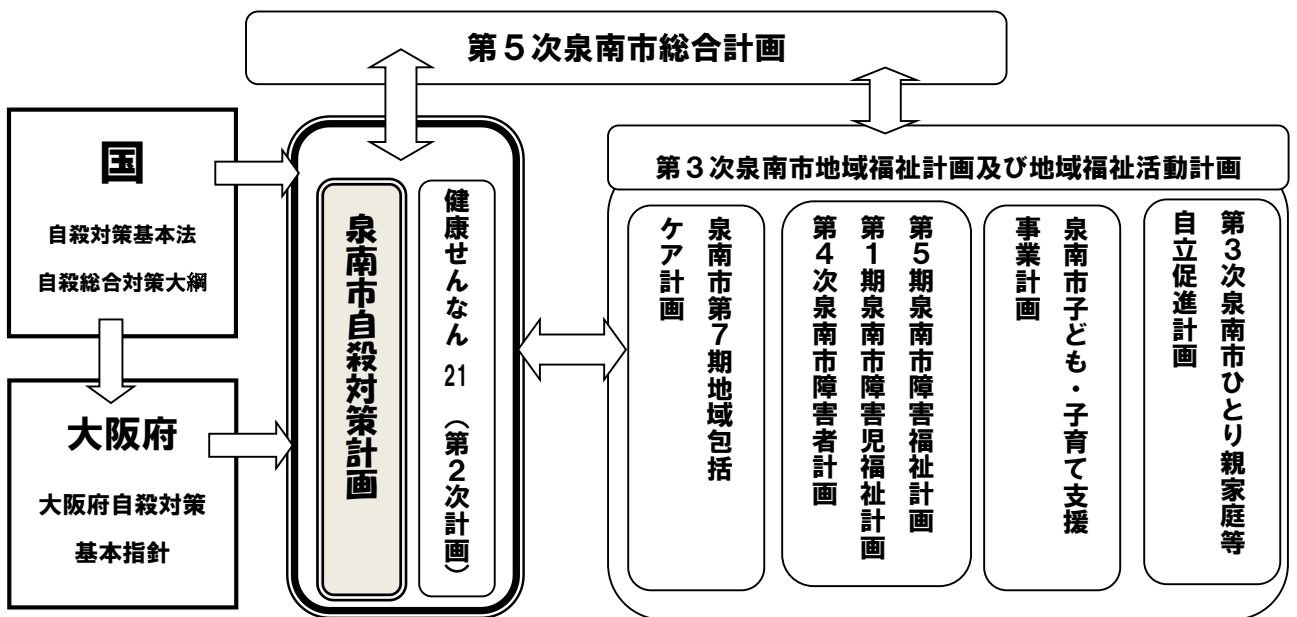 第５次泉南市総合計画
国
自殺対策基本法
自殺総合対策大綱
大阪府
大阪府自殺対策
基本指針
泉南市自殺対策計画
健康せんなん 21 （第２次計画）
第３次泉南市地域福祉計画及び地域福祉活動計画
泉南市第７期地域包括
ケア計画
第５期泉南市障害福祉計画
第１期泉南市障害児福祉計画
第４次泉南市障害者計画
泉南市子ども・子育て支援
事業計画
第３次泉南市ひとり親家庭等
自立促進計画